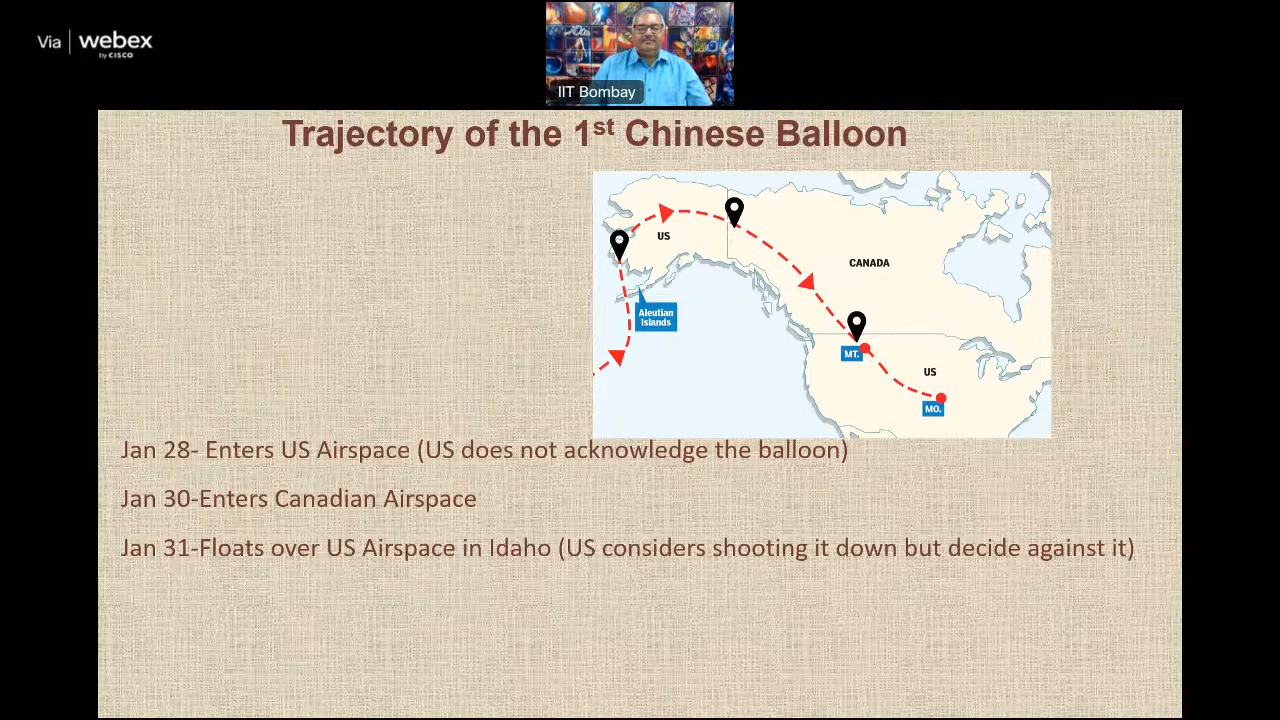 Via webex
by CISCO
IIT Bombay
Trajectory of the 1st Chinese Balloon
US
CANADA
Aleutian
Islands
MT.
US
MO.
Jan 28- Enters US Airspace (US does not acknowledge the balloon)
Jan 30-Enters Canadian Airspace
Jan 31-Floats over US Airspace in Idaho (US considers shooting it down but decide against it)